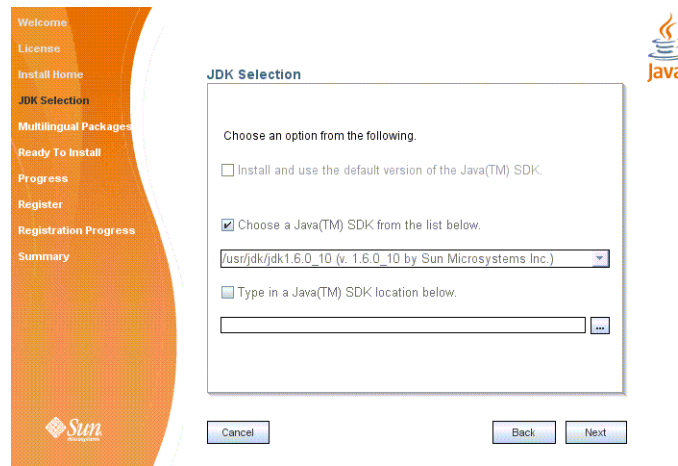 Welcome
License
Install Home
JDK Selection
Multilingual Packages
Ready To Install
Progress
Register
Registration Progress
Summary
Sun
microsystems
JDK Selection
Choose an option from the following.
Install and use the default version of the Java(TM) SDK.
Choose a Java(TM) SDK from the list below.
/usr/jdk/jdk1.6.0_10 (v. 1.6.0_10 by Sun Microsystems Inc.)
Type in a Java(TM) SDK location below.
...
Cancel
Back
Next
Java